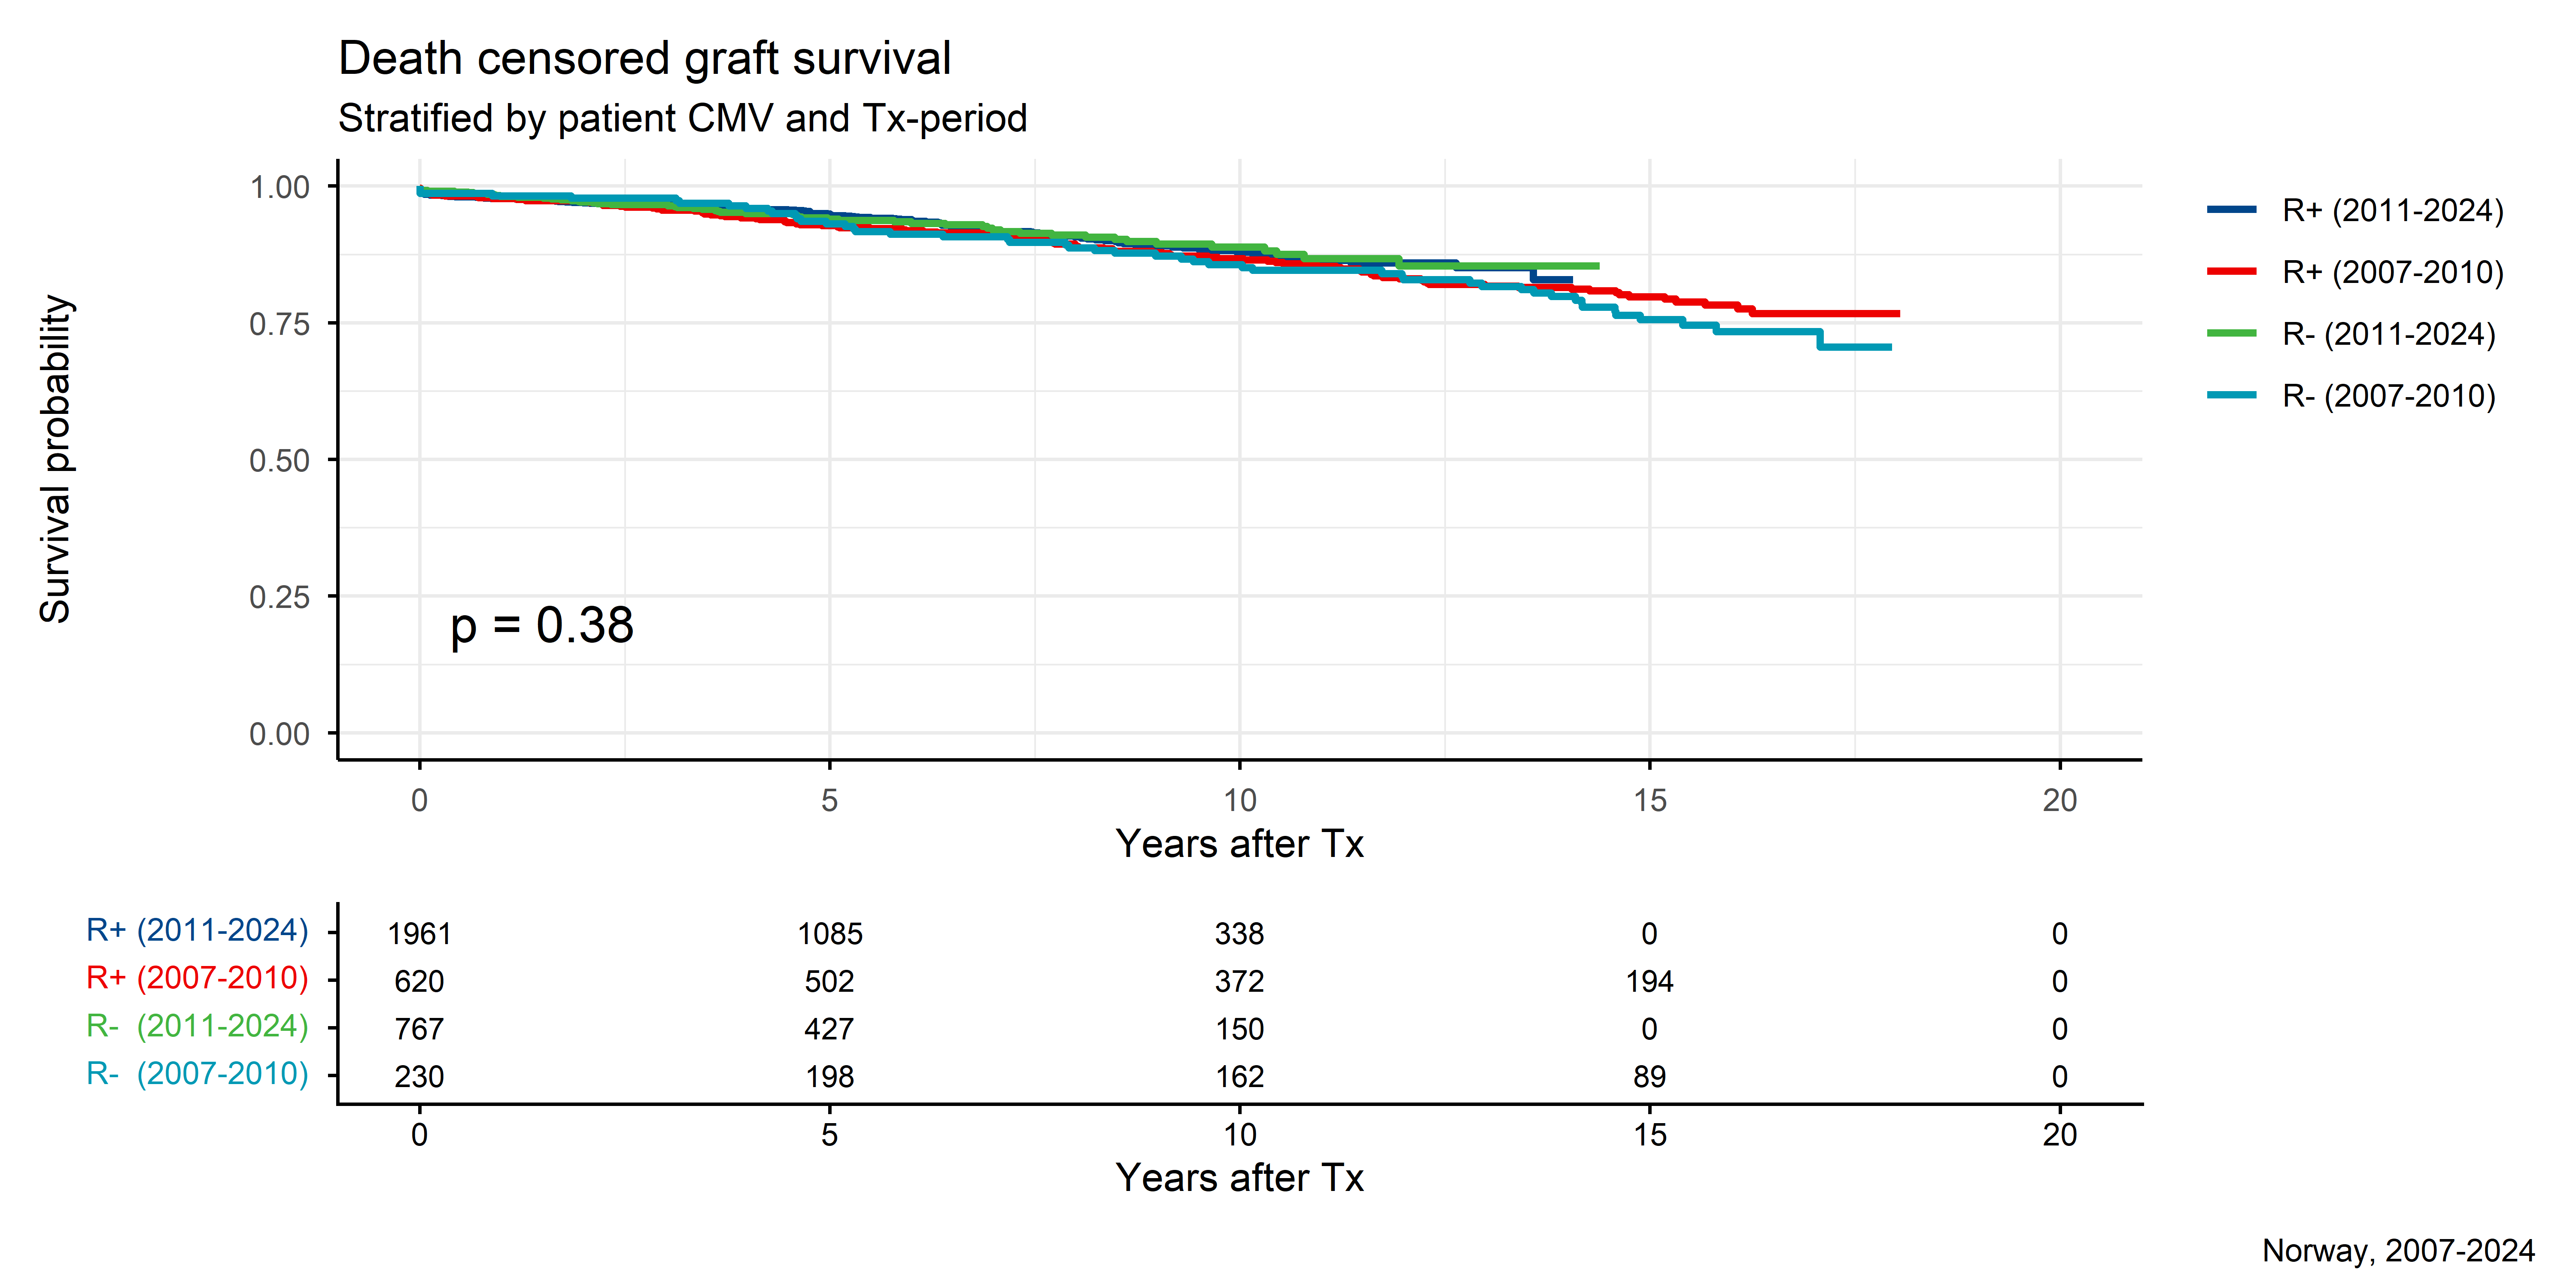 Death censored graft survival
Stratified by patient CMV and Tx-period
Survival probability
1.00
0.75
0.50
0.25
0.00
p = 0.38
0 5 10 15 20
Years after Tx
R+ (2011-2024)
R+ (2007-2010)
R- (2011-2024)
R- (2007-2010)
R+ (2011-2024) 1961 1085 338 0 0
R+ (2007-2010) 620 502 372 194 0
R- (2011-2024) 767 427 150 0 0
R- (2007-2010) 230 198 162 89 0
0 5 10 15 20
Years after Tx
Norway, 2007-2024